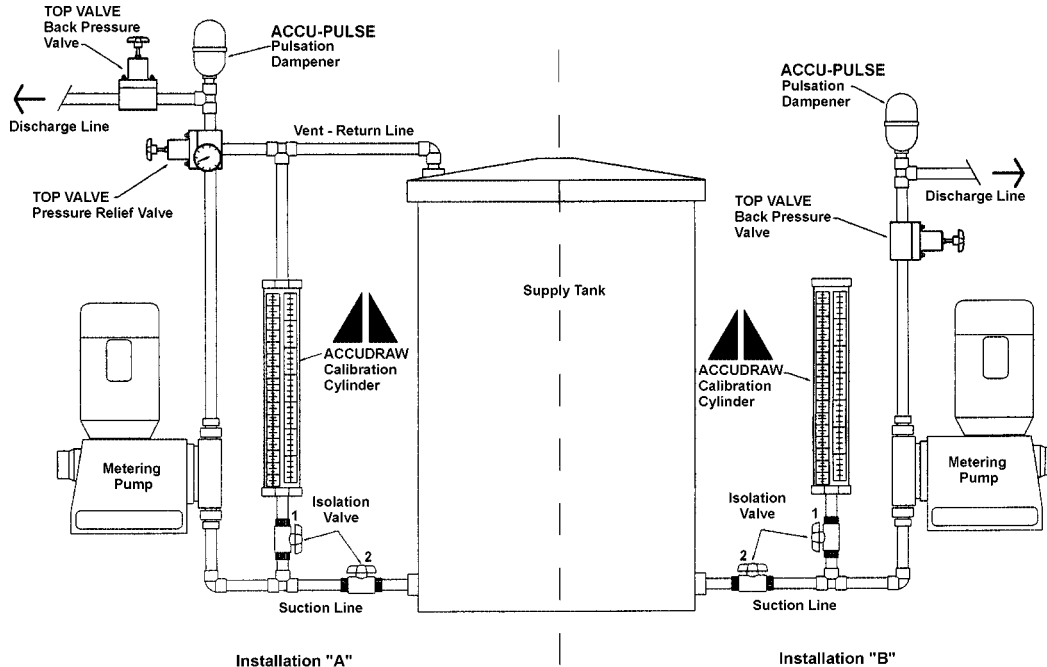 TOP VALVE
Back Pressure
Valve
ACCU-PULSE
Pulsation
Dampener
Discharge Line
Vent - Return Line
TOP VALVE
Pressure Relief Valve
ACCUDRAW
Calibration
Cylinder
Metering
Pump
Isolation
Valve
1
2
Suction Line
Installation "A"
Supply Tank
ACCU-PULSE
Pulsation
Dampener
Discharge Line
TOP VALVE
Back Pressure
Valve
ACCUDRAW
Calibration
Cylinder
Metering
Pump
Isolation
Valve
1
2
Suction Line
Installation "B"